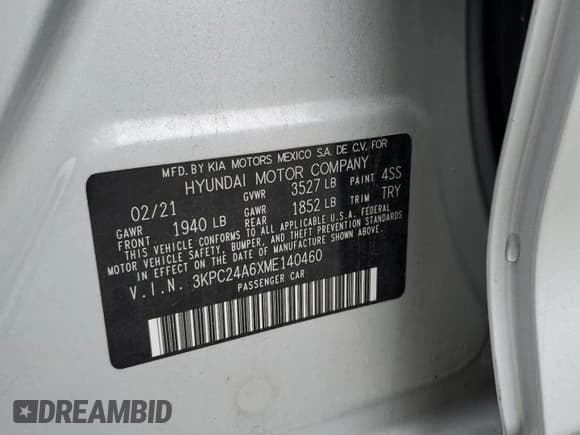 MFD. BY KIA MOTORS MEXICO S.A. DE C.V. FOR
HYUNDAI MOTOR COMPANY
02/21 GVWR 3527 LB PAINT 4SS
GAWR FRONT 1940 LB GAWR REAR 1852 LB TRIM TRY
THIS VEHICLE CONFORMS TO ALL APPLICABLE U.S.A. FEDERAL
MOTOR VEHICLE SAFETY, BUMPER, AND THEFT PREVENTION STANDARDS
IN EFFECT ON THE DATE OF MANUFACTURE SHOWN ABOVE.
V.I.N. 3KPC24A6XME140460
PASSENGER CAR
DREAMBID